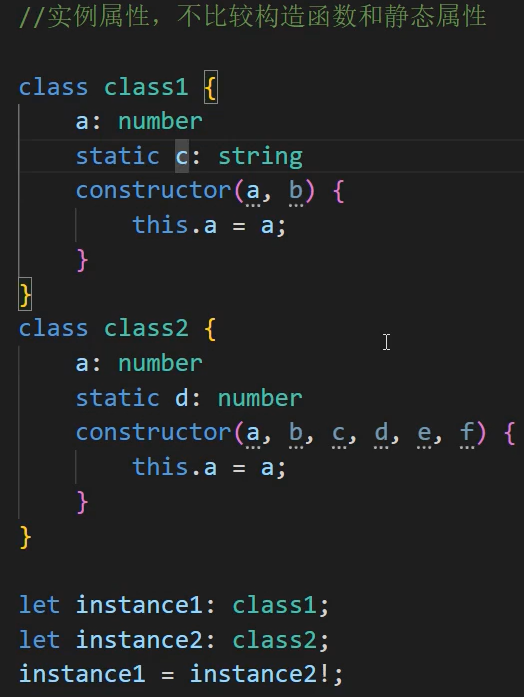 //实例属性，不比较构造函数和静态属性
class class1 {
a: number
static c: string
constructor(a, b) {
this.a = a;
}
}
class class2 {
a: number
static d: number
constructor(a, b, c, d, e, f) {
this.a = a;
}
}
let instance1: class1;
let instance2: class2;
instance1 = instance2!;